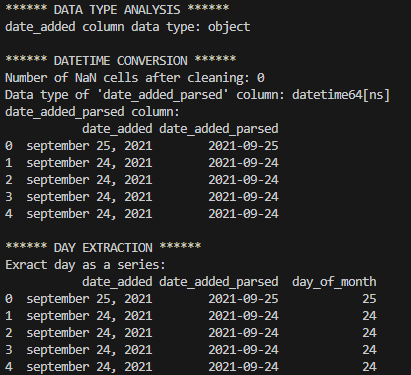 ****** DATA TYPE ANALYSIS ******
date_added column data type: object
****** DATETIME CONVERSION ******
Number of NaN cells after cleaning: 0
Data type of 'date_added_parsed' column: datetime64[ns]
date_added_parsed column:
date_added date_added_parsed
0 september 25, 2021 2021-09-25
1 september 24, 2021 2021-09-24
2 september 24, 2021 2021-09-24
3 september 24, 2021 2021-09-24
4 september 24, 2021 2021-09-24
****** DAY EXTRACTION ******
Exract day as a series:
date_added date_added_parsed day_of_month
0 september 25, 2021 2021-09-25 25
1 september 24, 2021 2021-09-24 24
2 september 24, 2021 2021-09-24 24
3 september 24, 2021 2021-09-24 24
4 september 24, 2021 2021-09-24 24